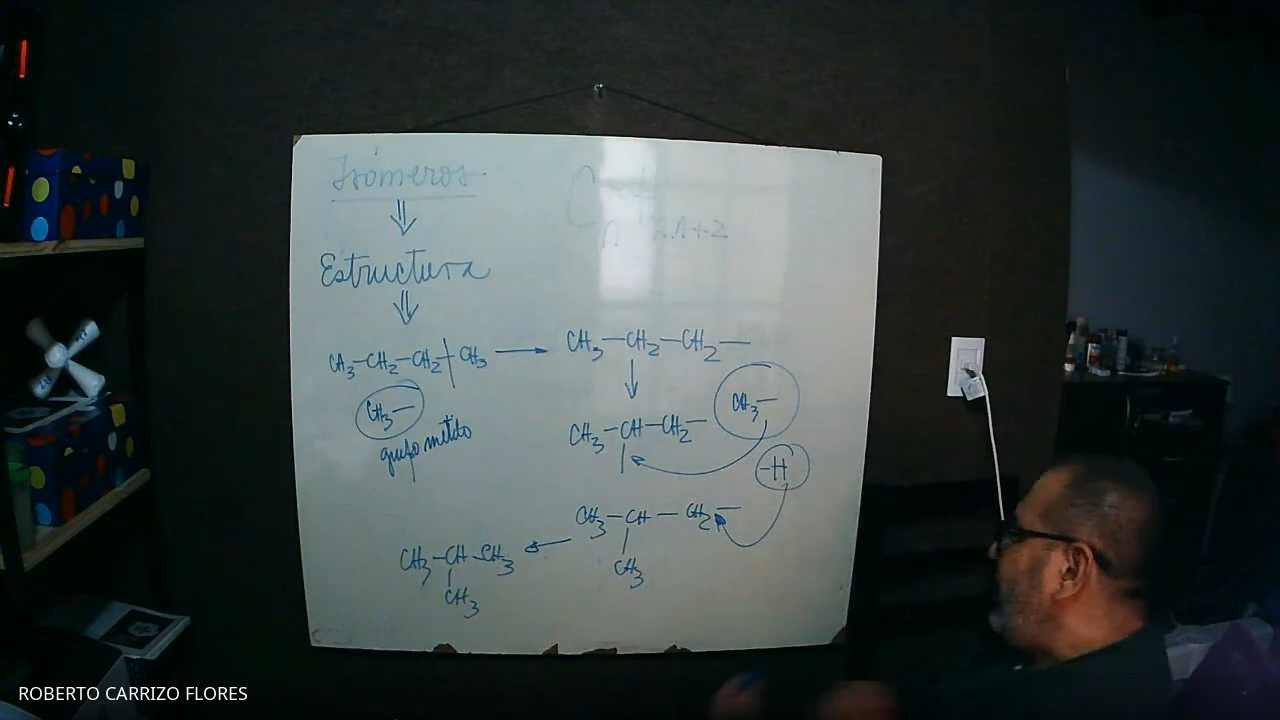 Isómeros
CnH2n+2
Estructura
CH3-CH2-CH2-CH3 → CH3-CH2-CH2-
CH3-
grupo metilo
CH3-CH-CH2-
CH3-
-H
CH3-CH-CH2-
CH3
CH3-CH-CH3
CH3
ROBERTO CARRIZO FLORES